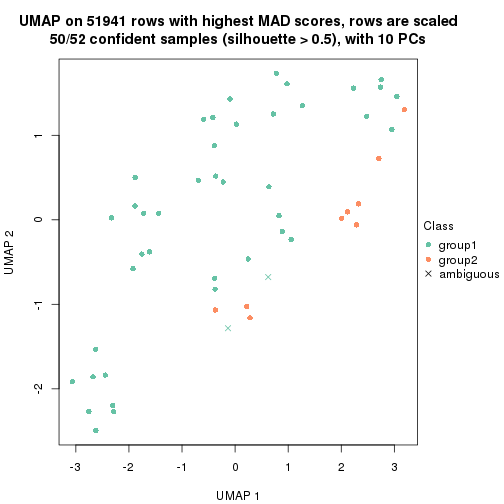 UMAP on 51941 rows with highest MAD scores, rows are scaled
50/52 confident samples (silhouette > 0.5), with 10 PCs
1
0
-1
-2
UMAP 2
Class
group1
group2
ambiguous
-3 -2 -1 0 1 2 3
UMAP 1